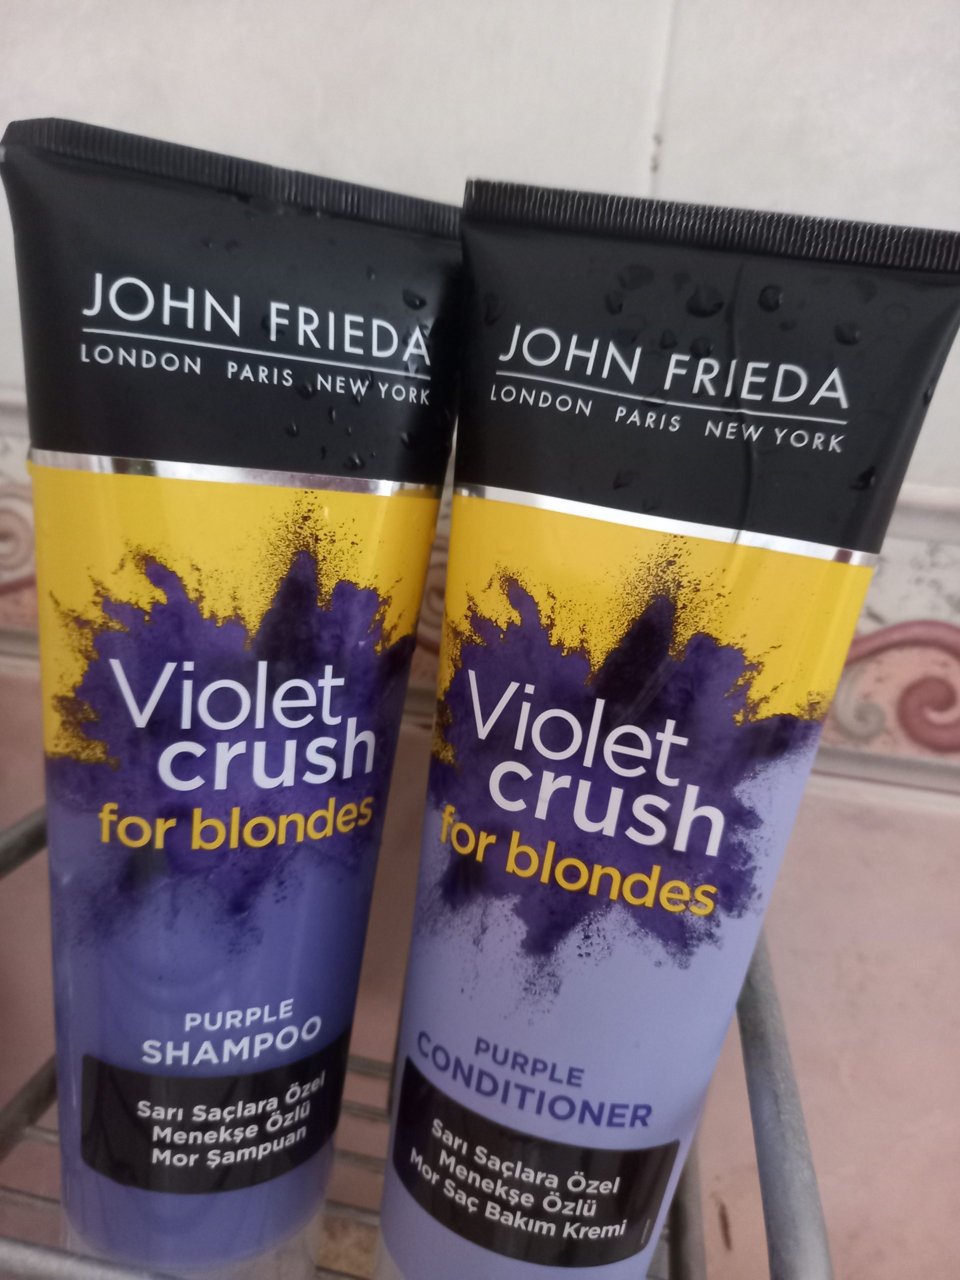 JOHN FRIEDA
LONDON PARIS NEW YORK
Violet
crush
for blondes
PURPLE
SHAMPOO
Sarı Saçlara Özel
Menekşe Özlü
Mor Şampuan
JOHN FRIEDA
LONDON PARIS NEW YORK
Violet
crush
for blondes
PURPLE
CONDITIONER
Sarı Saçlara Özel
Menekşe Özlü
Mor Saç Bakım Kremi